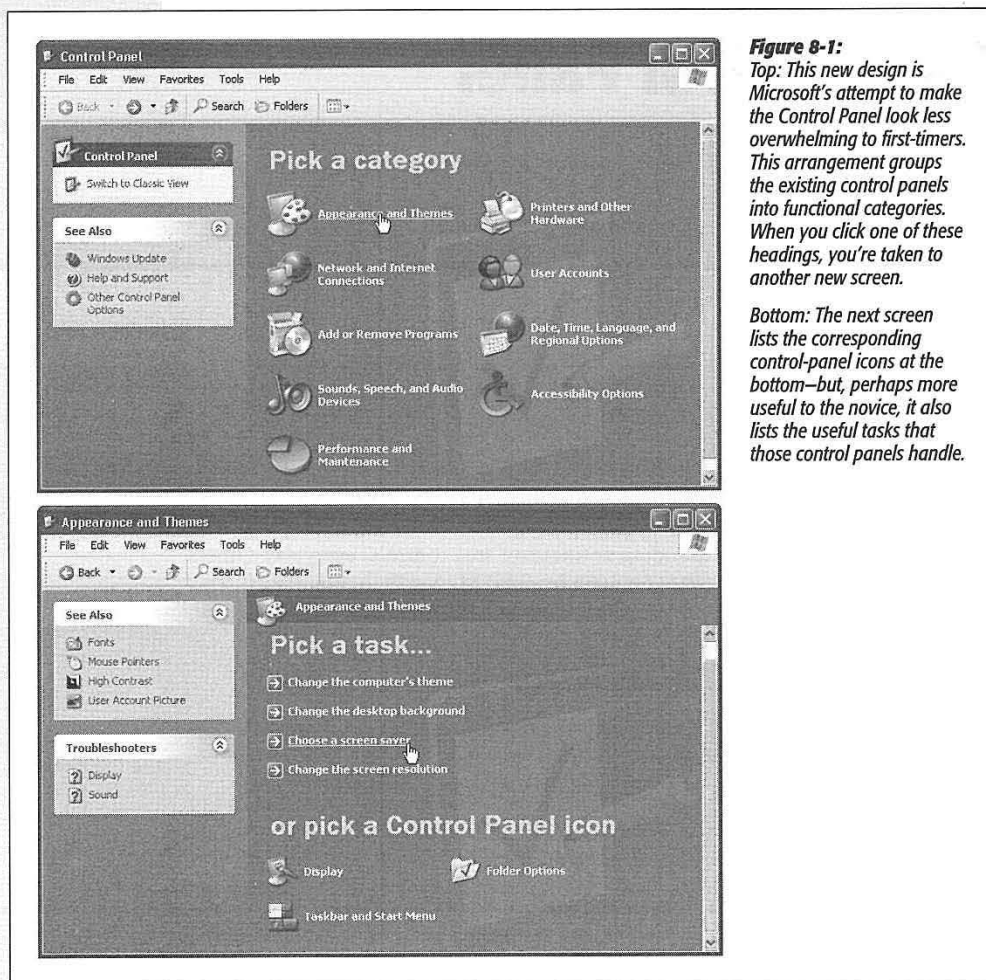 Control Panel
File Edit View Favorites Tools Help
Back Search Folders
Control Panel
Switch to Classic View
See Also
Windows Update
Help and Support
Other Control Panel
Options
Pick a category
Appearance and Themes
Printers and Other
Hardware
Network and Internet
Connections
User Accounts
Add or Remove Programs
Date, Time, Language, and
Regional Options
Sounds, Speech, and Audio
Devices
Accessibility Options
Performance and
Maintenance
Appearance and Themes
File Edit View Favorites Tools Help
Back Search Folders
See Also
Fonts
Mouse Pointers
High Contrast
User Account Picture
Troubleshooters
Display
Sound
Appearance and Themes
Pick a task...
Change the computer's theme
Change the desktop background
Choose a screen saver
Change the screen resolution
or pick a Control Panel icon
Display
Folder Options
Taskbar and Start Menu
Figure 8-1:
Top: This new design is
Microsoft's attempt to make
the Control Panel look less
overwhelming to first-timers.
This arrangement groups
the existing control panels
into functional categories.
When you click one of these
headings, you're taken to
another new screen.
Bottom: The next screen
lists the corresponding
control-panel icons at the
bottom—but, perhaps more
useful to the novice, it also
lists the useful tasks that
those control panels handle.